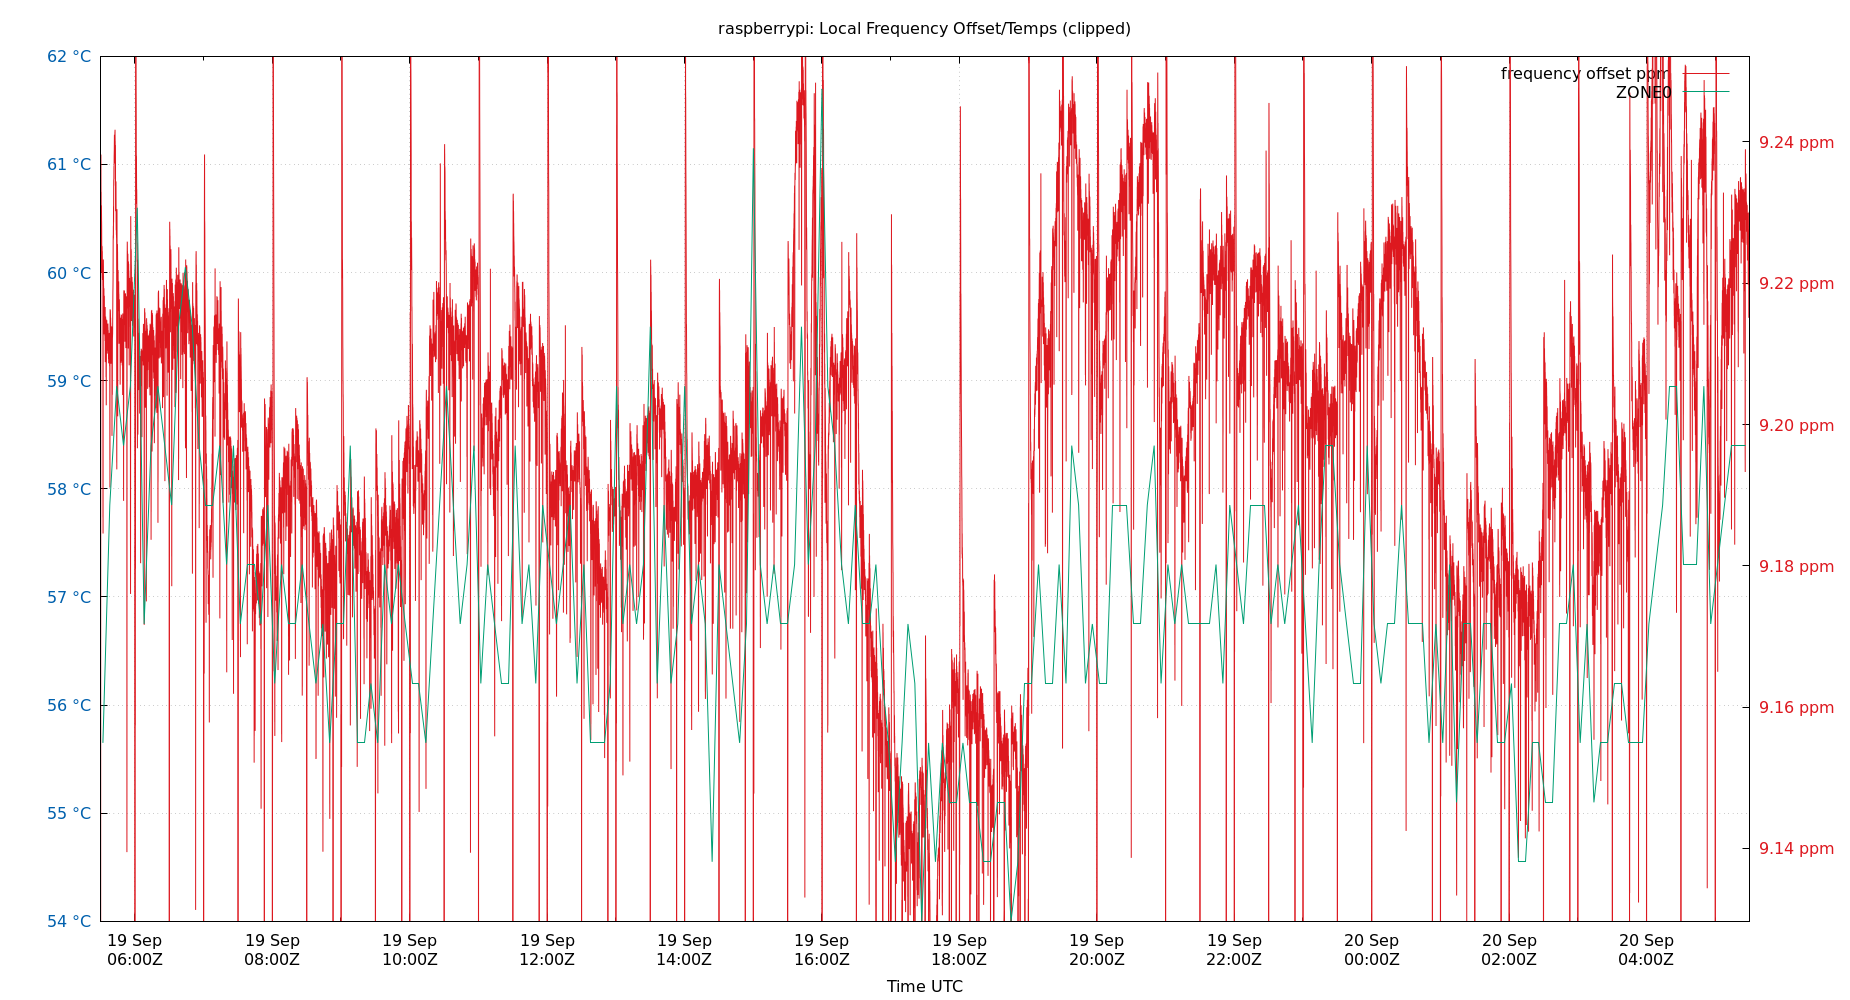 raspberrypi: Local Frequency Offset/Temps (clipped)
62 °C
61 °C
60 °C
59 °C
58 °C
57 °C
56 °C
55 °C
54 °C
frequency offset ppm
ZONE0
9.24 ppm
9.22 ppm
9.20 ppm
9.18 ppm
9.16 ppm
9.14 ppm
19 Sep 19 Sep 19 Sep 19 Sep 19 Sep 19 Sep 19 Sep 19 Sep 19 Sep 20 Sep 20 Sep 20 Sep
06:00Z 08:00Z 10:00Z 12:00Z 14:00Z 16:00Z 18:00Z 20:00Z 22:00Z 00:00Z 02:00Z 04:00Z
Time UTC